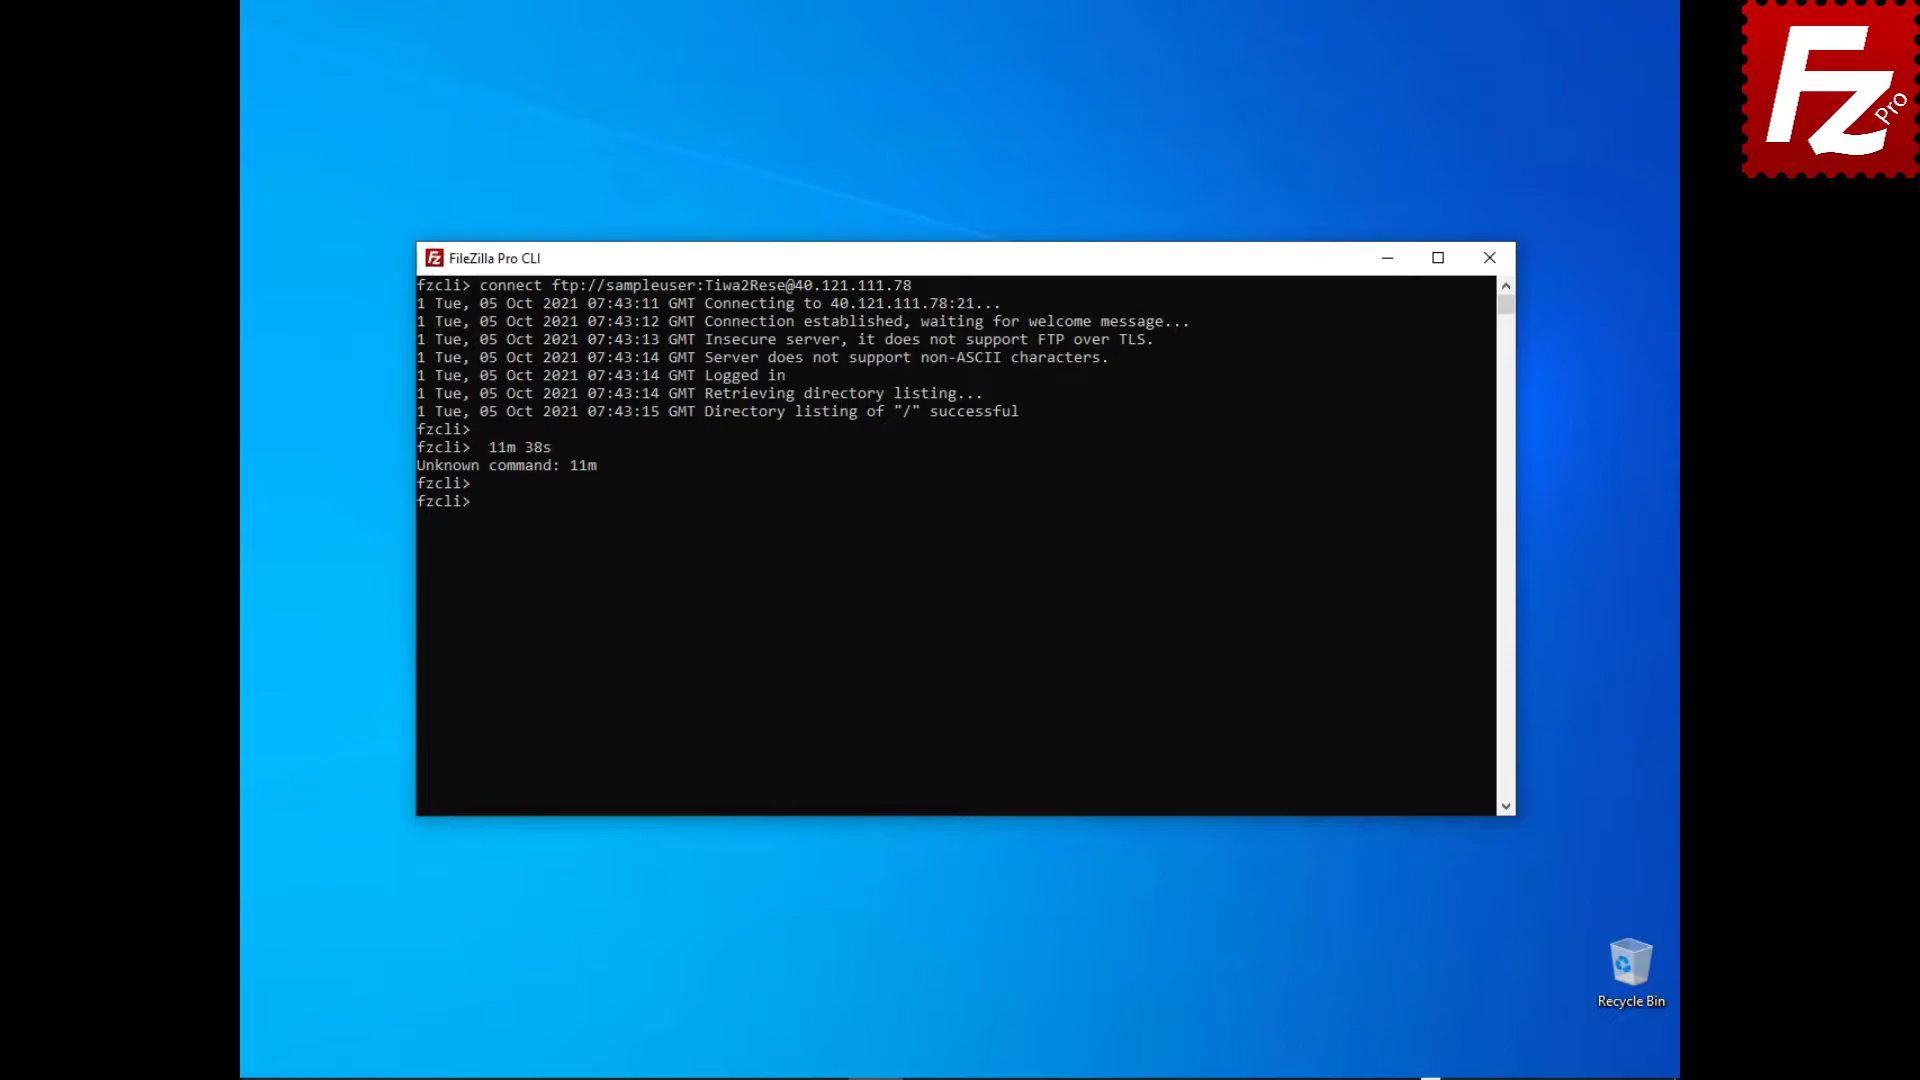 Fz Pro
FileZilla Pro CLI
fzcli> connect ftp://sampleuser:Tiwa2Rese@40.121.111.78
1 Tue, 05 Oct 2021 07:43:11 GMT Connecting to 40.121.111.78:21...
1 Tue, 05 Oct 2021 07:43:12 GMT Connection established, waiting for welcome message...
1 Tue, 05 Oct 2021 07:43:13 GMT Insecure server, it does not support FTP over TLS.
1 Tue, 05 Oct 2021 07:43:14 GMT Server does not support non-ASCII characters.
1 Tue, 05 Oct 2021 07:43:14 GMT Logged in
1 Tue, 05 Oct 2021 07:43:14 GMT Retrieving directory listing...
1 Tue, 05 Oct 2021 07:43:15 GMT Directory listing of "/" successful
fzcli>
fzcli>  11m 38s
Unknown command: 11m
fzcli>
fzcli>
Recycle Bin